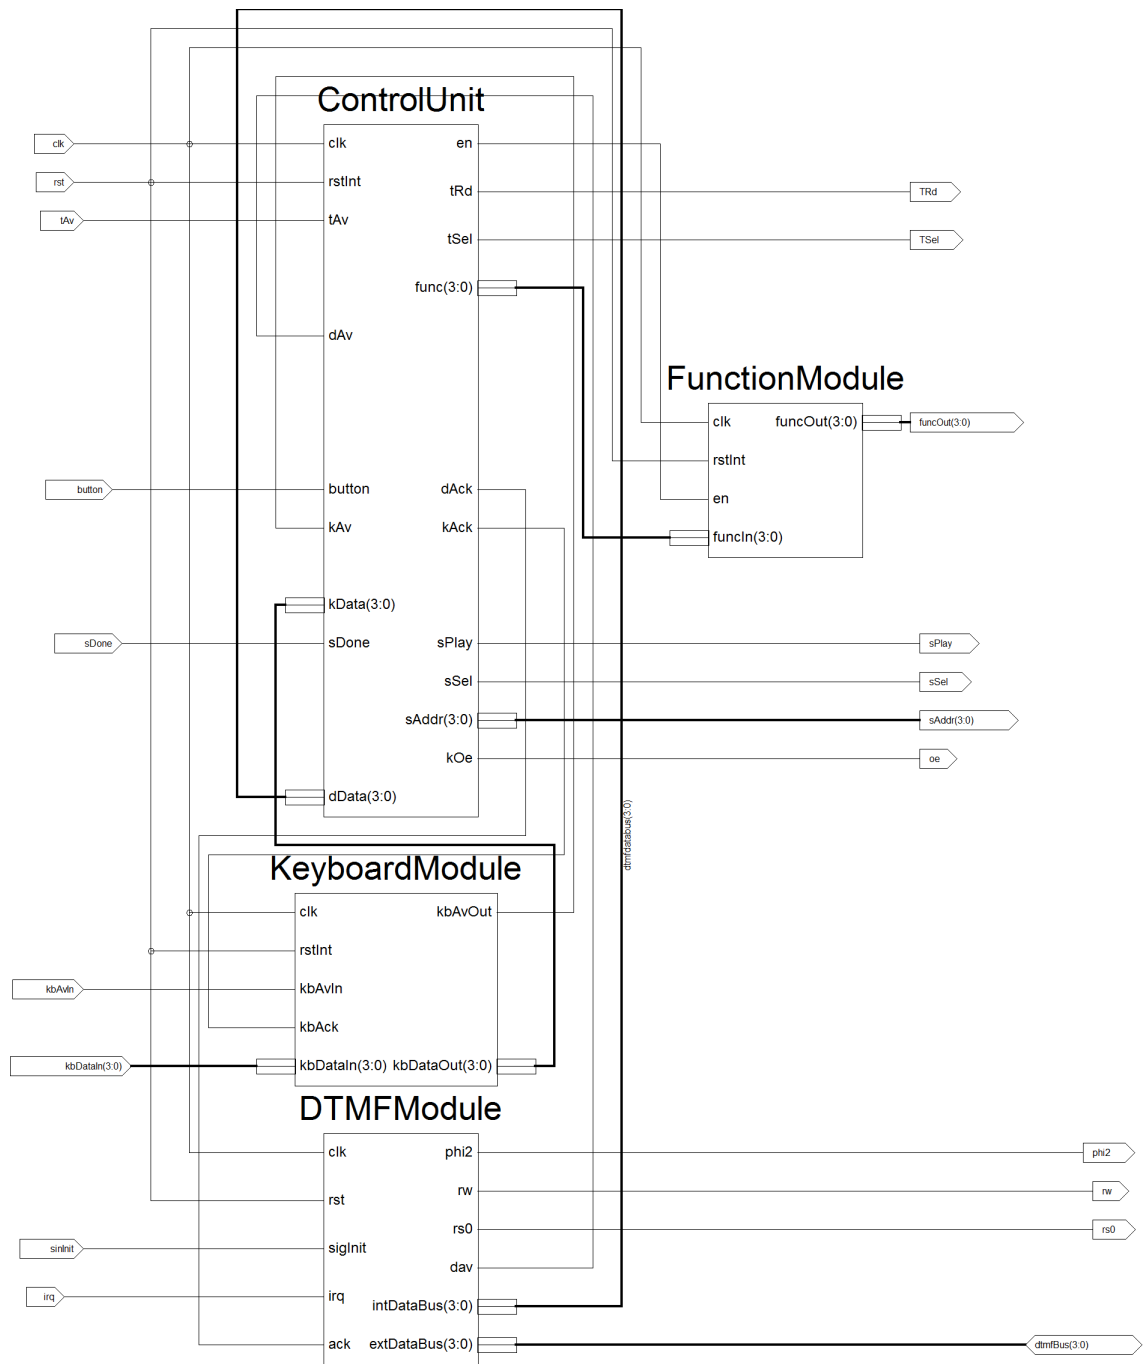 ControlUnit
clk
clk
en
rst
rstInt
tRd
TRd
tAv
tAv
tSel
TSel
func(3:0)
dAv
FunctionModule
clk
funcOut(3:0)
funcOut(3:0)
rstInt
button
button
dAck
en
kAv
kAck
funcIn(3:0)
kData(3:0)
sDone
sDone
sPlay
sPlay
sSel
sSel
sAddr(3:0)
sAddr(3:0)
kOe
oe
dData(3:0)
dtmfdatabus(3:0)
KeyboardModule
clk
kbAvOut
rstInt
kbAvIn
kbAvIn
kbAck
kbDataIn(3:0)
kbDataIn(3:0)
kbDataOut(3:0)
DTMFModule
clk
phi2
phi2
rst
rw
rw
rs0
rs0
sinInit
sigInit
dav
irq
irq
intDataBus(3:0)
ack
extDataBus(3:0)
dtmfBus(3:0)